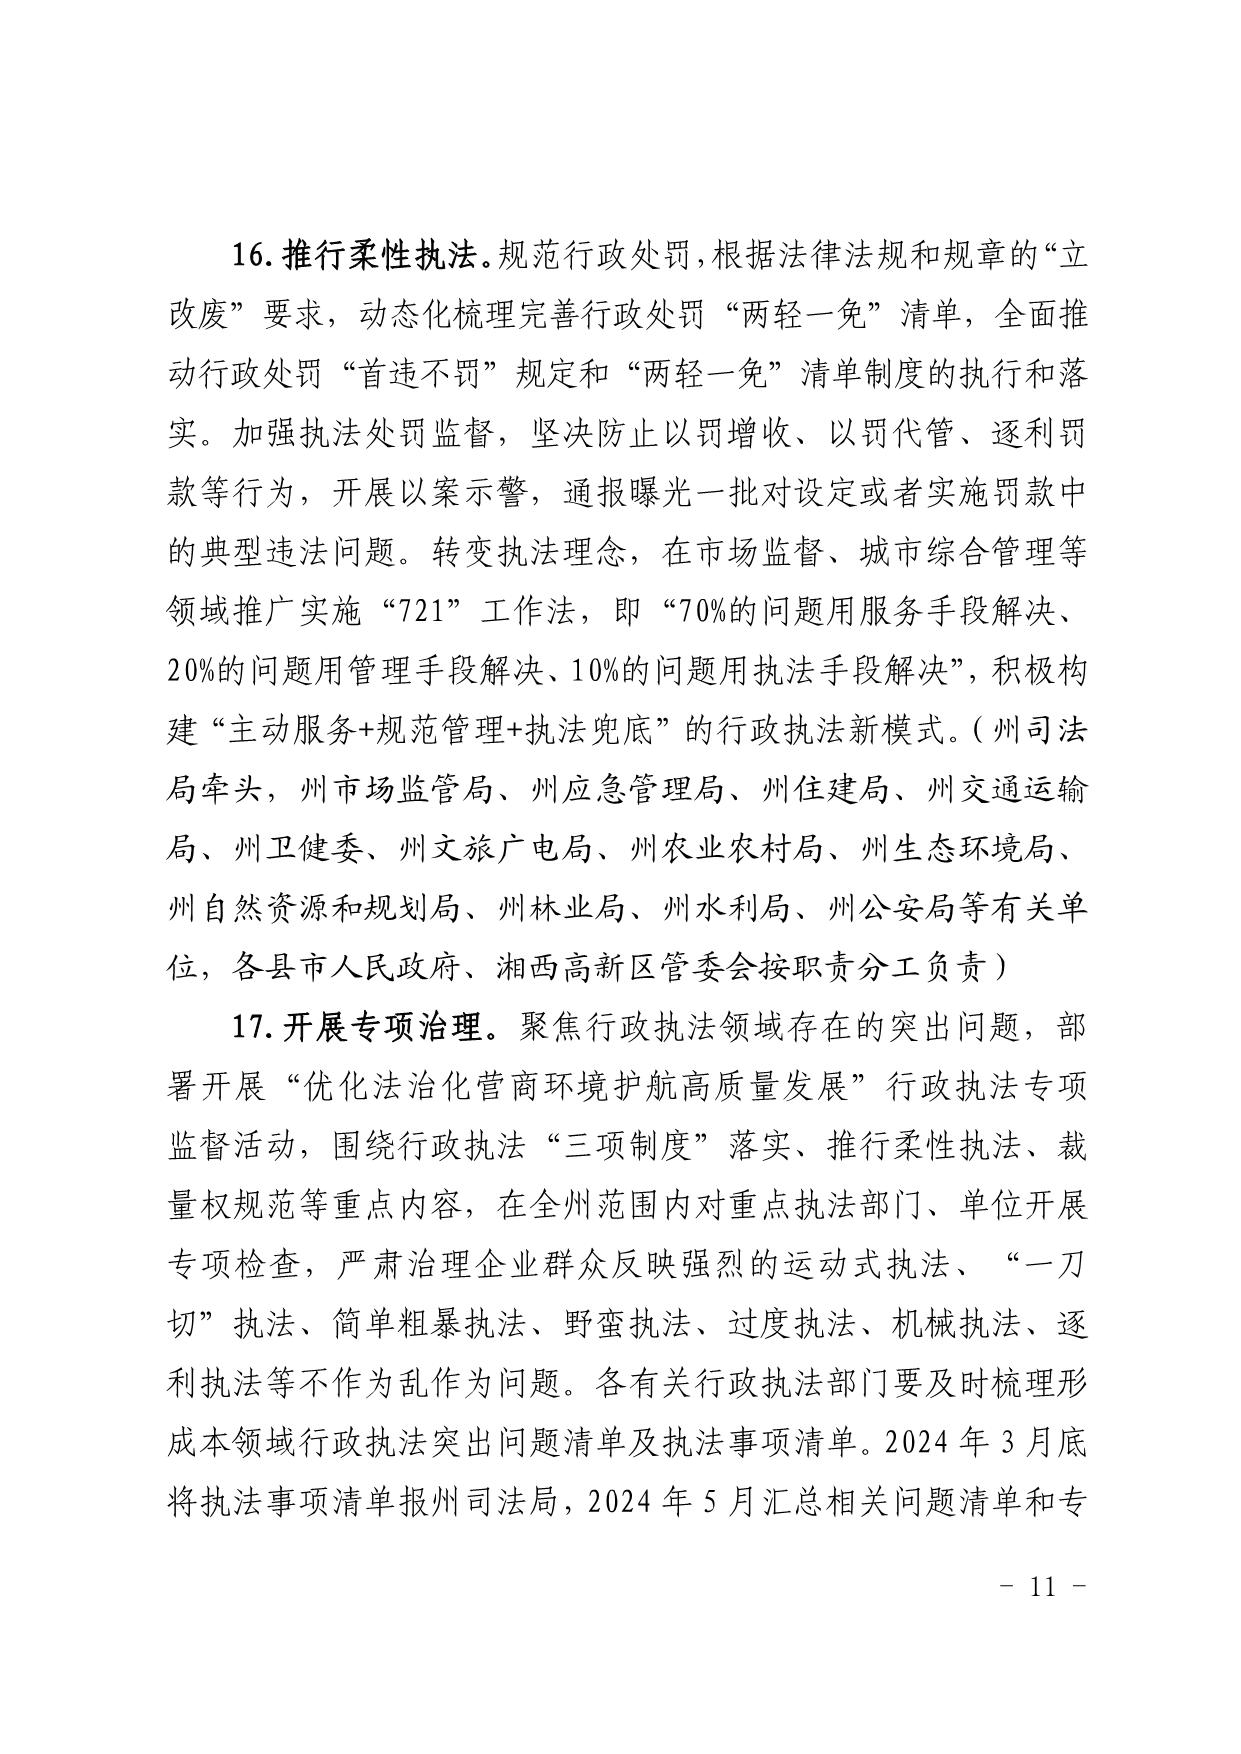 16.推行柔性执法。规范行政处罚,根据法律法规和规章的“立
改废”要求，动态化梳理完善行政处罚“两轻一免”清单，全面推
动行政处罚“首违不罚”规定和“两轻一免”清单制度的执行和落
实。加强执法处罚监督，坚决防止以罚增收、以罚代管、逐利罚
款等行为，开展以案示警，通报曝光一批对设定或者实施罚款中
的典型违法问题。转变执法理念，在市场监督、城市综合管理等
领域推广实施“721”工作法，即“70%的问题用服务手段解决、
20%的问题用管理手段解决、10%的问题用执法手段解决”，积极构
建“主动服务+规范管理+执法兜底”的行政执法新模式。（州司法
局牵头，州市场监管局、州应急管理局、州住建局、州交通运输
局、州卫健委、州文旅广电局、州农业农村局、州生态环境局、
州自然资源和规划局、州林业局、州水利局、州公安局等有关单
位，各县市人民政府、湘西高新区管委会按职责分工负责）
17.开展专项治理。聚焦行政执法领域存在的突出问题，部
署开展“优化法治化营商环境护航高质量发展”行政执法专项
监督活动，围绕行政执法“三项制度”落实、推行柔性执法、裁
量权规范等重点内容，在全州范围内对重点执法部门、单位开展
专项检查，严肃治理企业群众反映强烈的运动式执法、“一刀
切”执法、简单粗暴执法、野蛮执法、过度执法、机械执法、逐
利执法等不作为乱作为问题。各有关行政执法部门要及时梳理形
成本领域行政执法突出问题清单及执法事项清单。2024年3月底
将执法事项清单报州司法局，2024年5月汇总相关问题清单和专
- 11 -